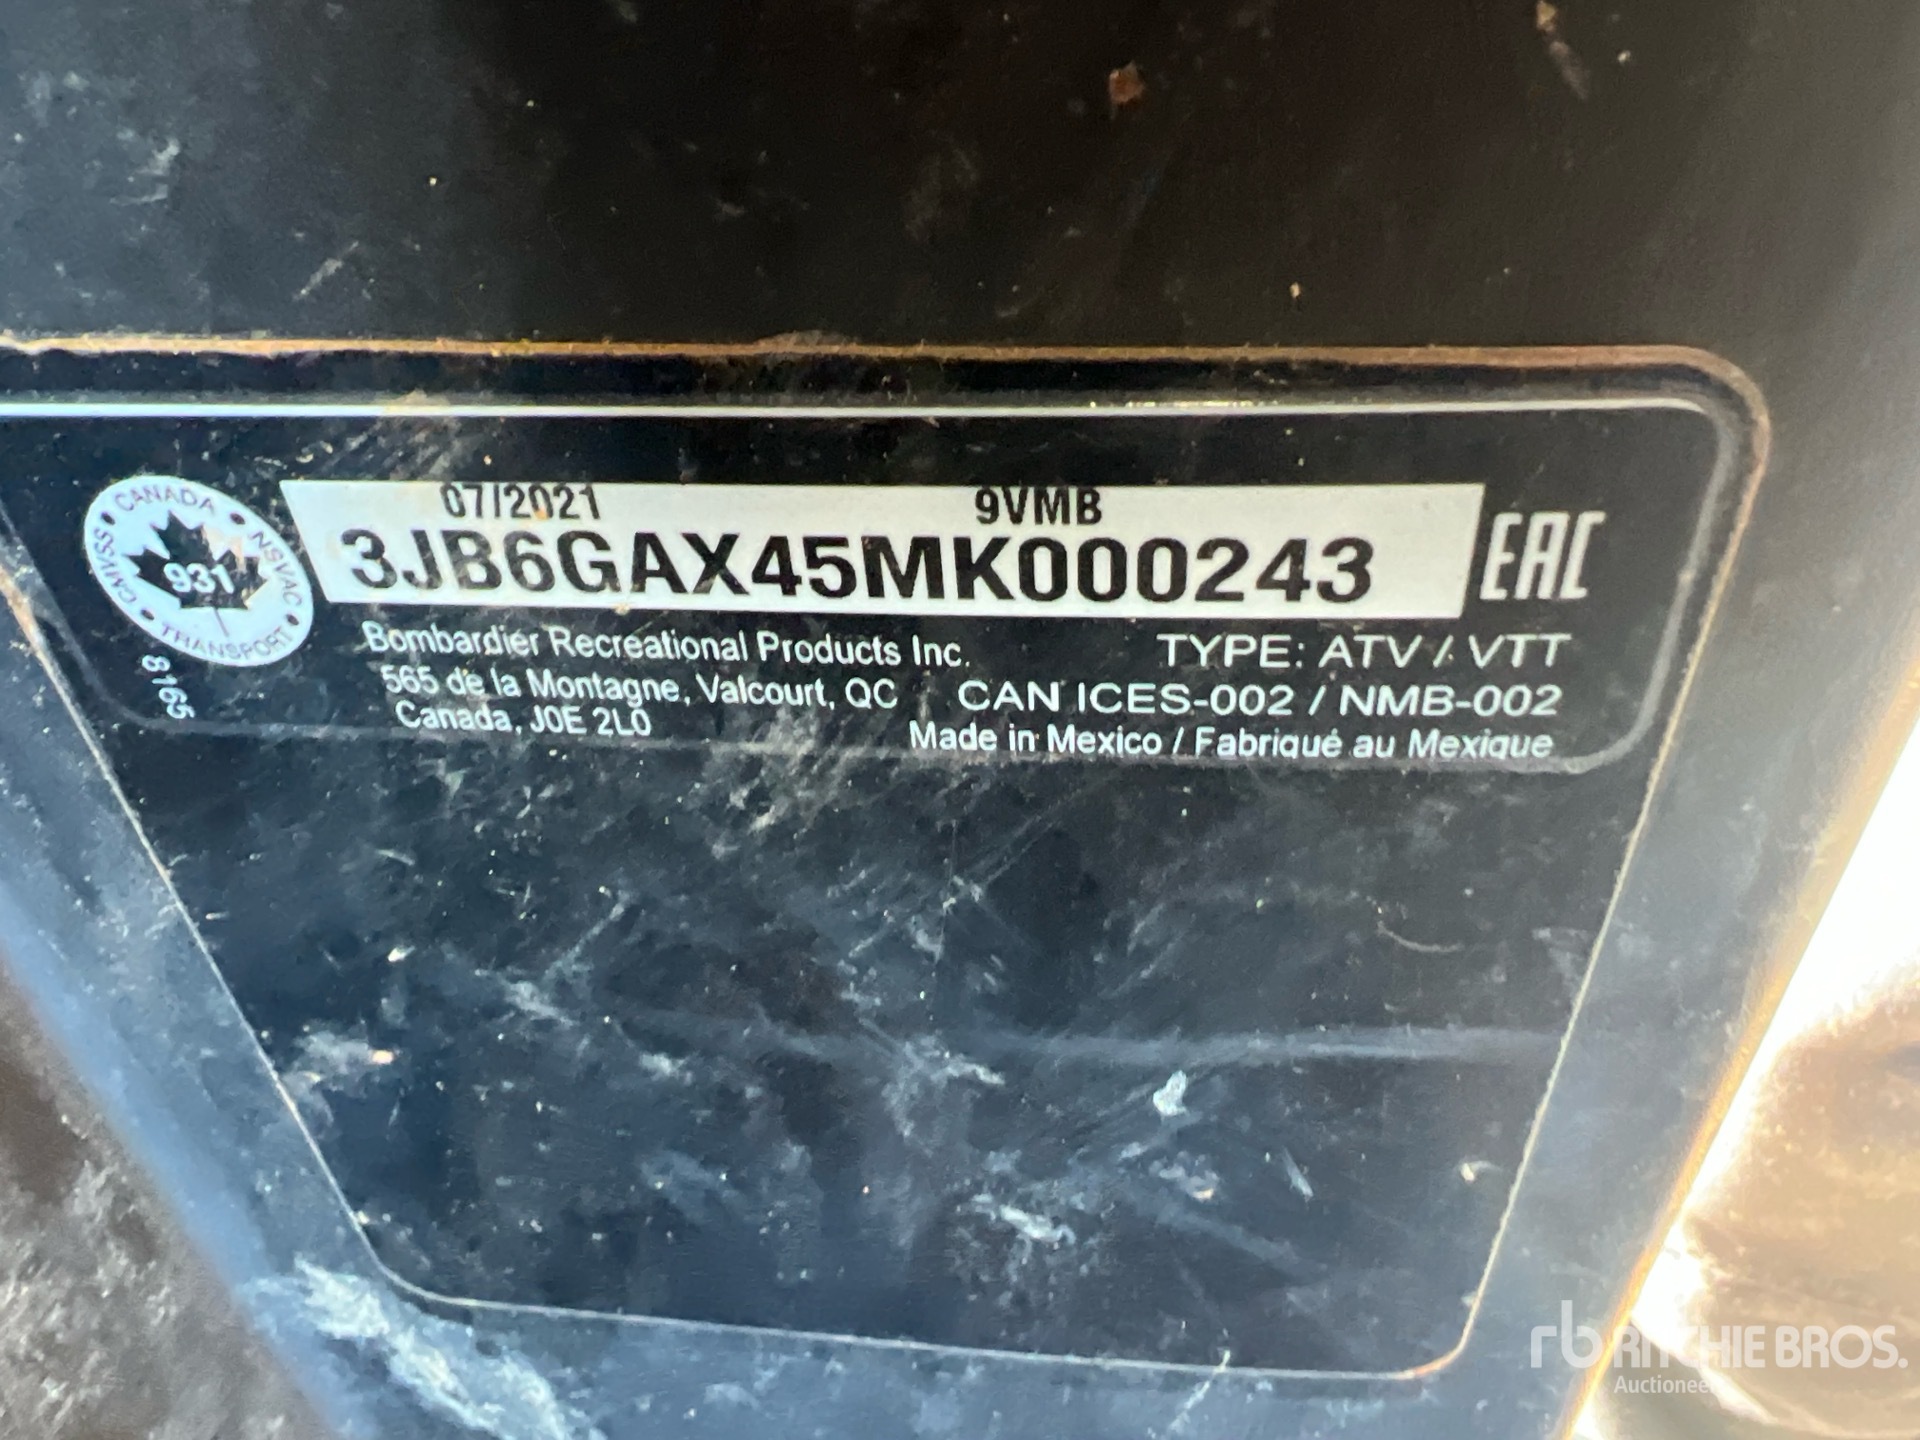 07/2021 9VMB
3JB6GAX45MK000243
EAC
CANADA
NSVAC
TRANSPORT
CMVSS
931
8165
Bombardier Recreational Products Inc.
565 de la Montagne, Valcourt, QC
Canada, J0E 2L0
TYPE: ATV / VTT
CAN ICES-002 / NMB-002
Made in Mexico / Fabriqué au Mexique
rb RITCHIE BROS.
Auctioneers